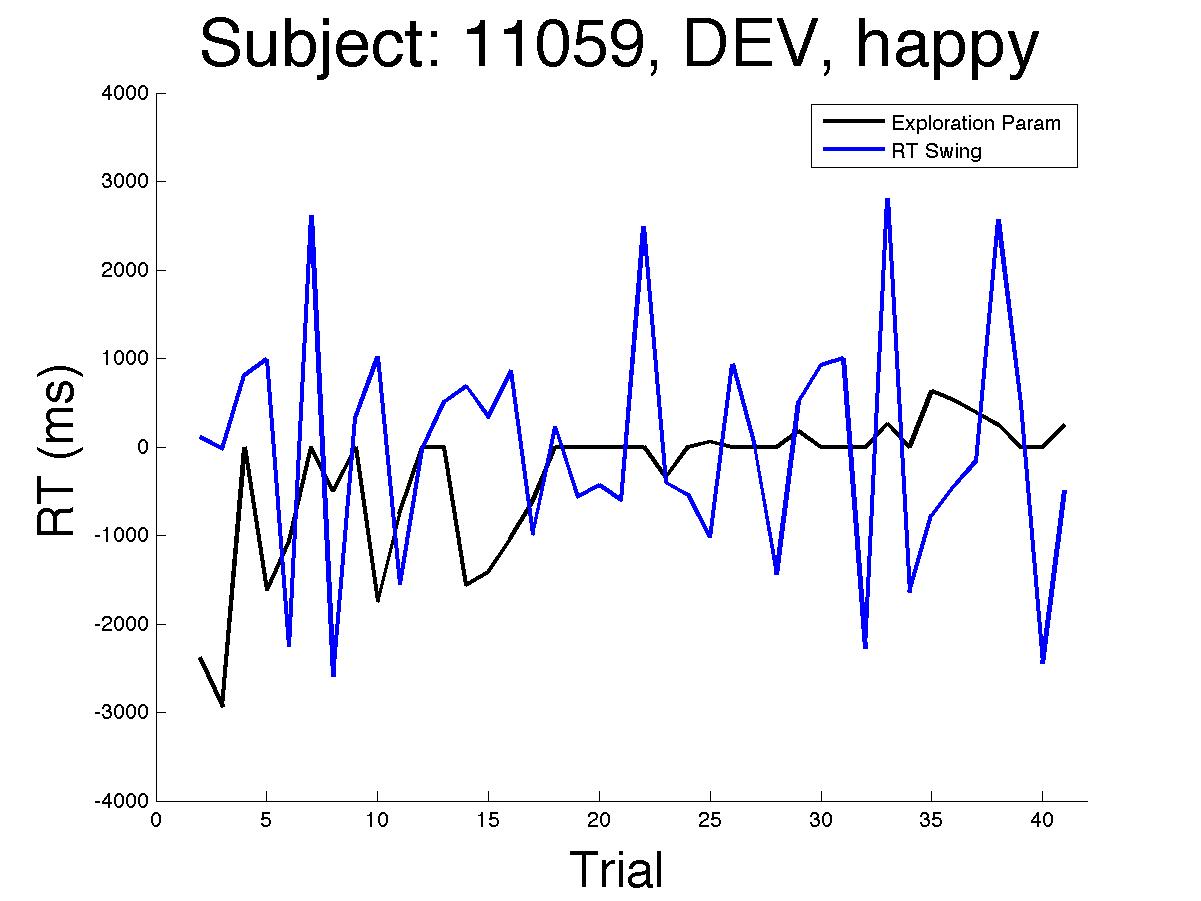 Subject: 11059, DEV, happy
Exploration Param
RT Swing
4000
3000
2000
1000
0
-1000
-2000
-3000
-4000
RT (ms)
0 5 10 15 20 25 30 35 40
Trial